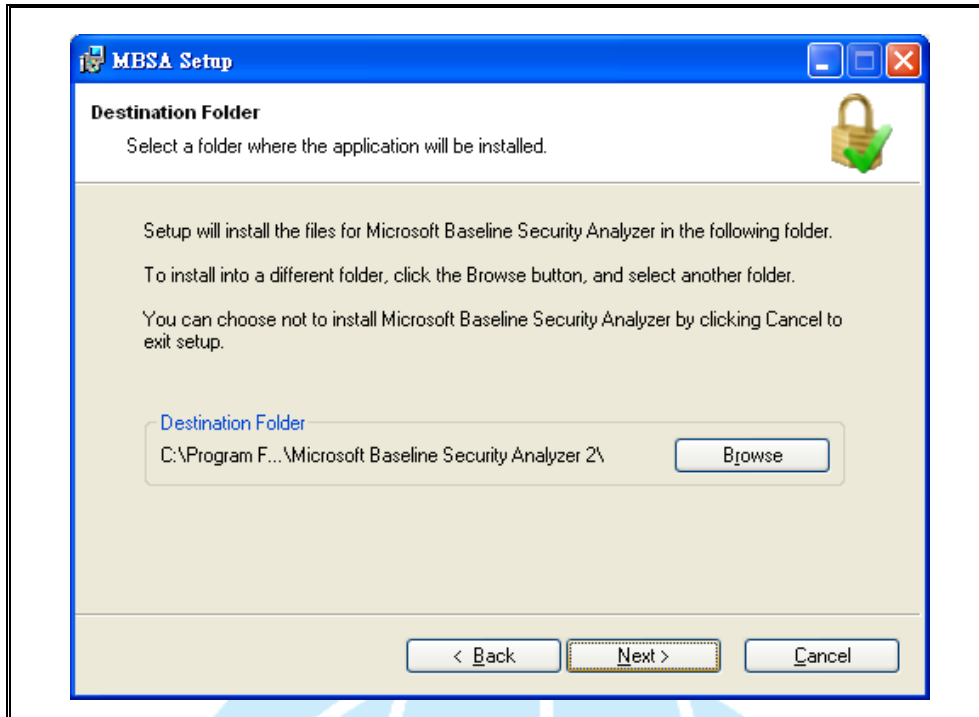 MBSA Setup
Destination Folder
Select a folder where the application will be installed.
Setup will install the files for Microsoft Baseline Security Analyzer in the following folder.
To install into a different folder, click the Browse button, and select another folder.
You can choose not to install Microsoft Baseline Security Analyzer by clicking Cancel to
exit setup.
Destination Folder
C:\Program F...\Microsoft Baseline Security Analyzer 2\
Browse
< Back
Next >
Cancel